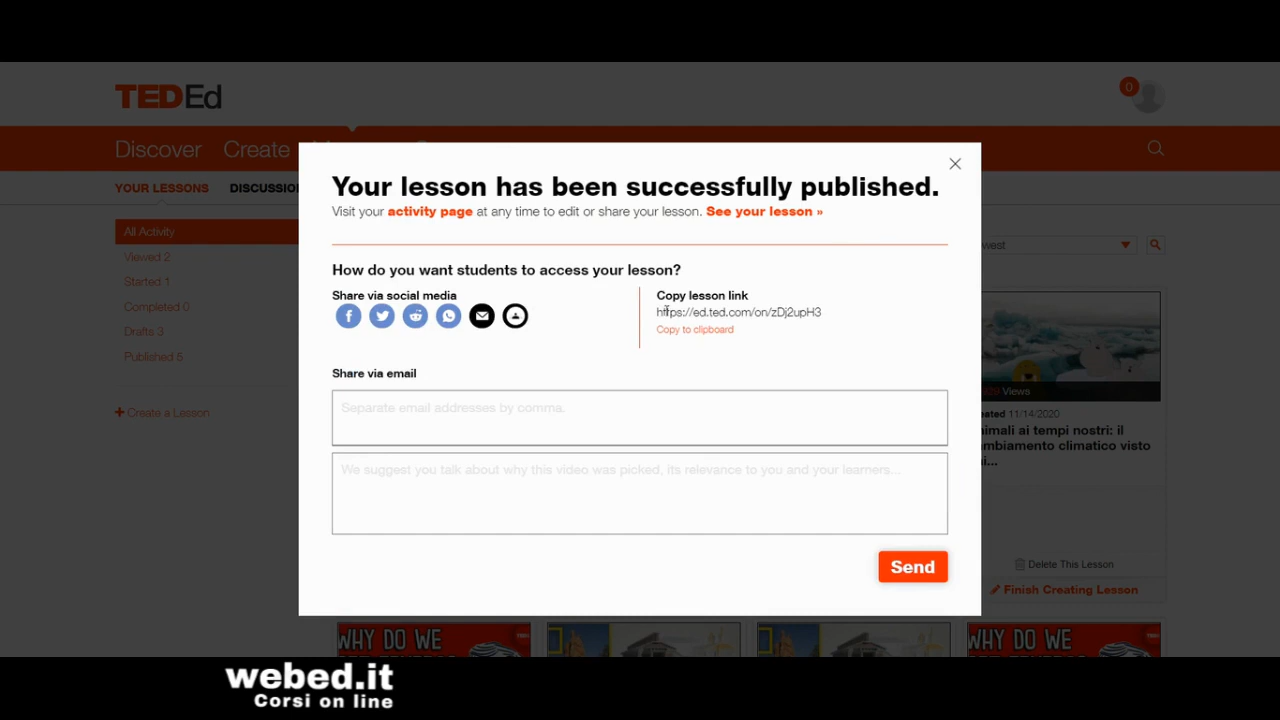 TEDEd
0
Discover Create
YOUR LESSONS
All Activity
Viewed 2
Started 1
Completed 0
Drafts 3
Published 5
+ Create a Lesson
Your lesson has been successfully published.
Visit your activity page at any time to edit or share your lesson. See your lesson »
How do you want students to access your lesson?
Share via social media
Copy lesson link
https://ed.ted.com/on/zDj2upH3
Copy to clipboard
Share via email
Separate email addresses by comma.
We suggest you talk about why this video was picked, its relevance to you and your learners...
Send
Views
11/14/2020
ai tempi nostri: il
climatico visto
Delete This Lesson
Finish Creating Lesson
WHY DO WE
WHY DO WE
webed.it
Corsi on line